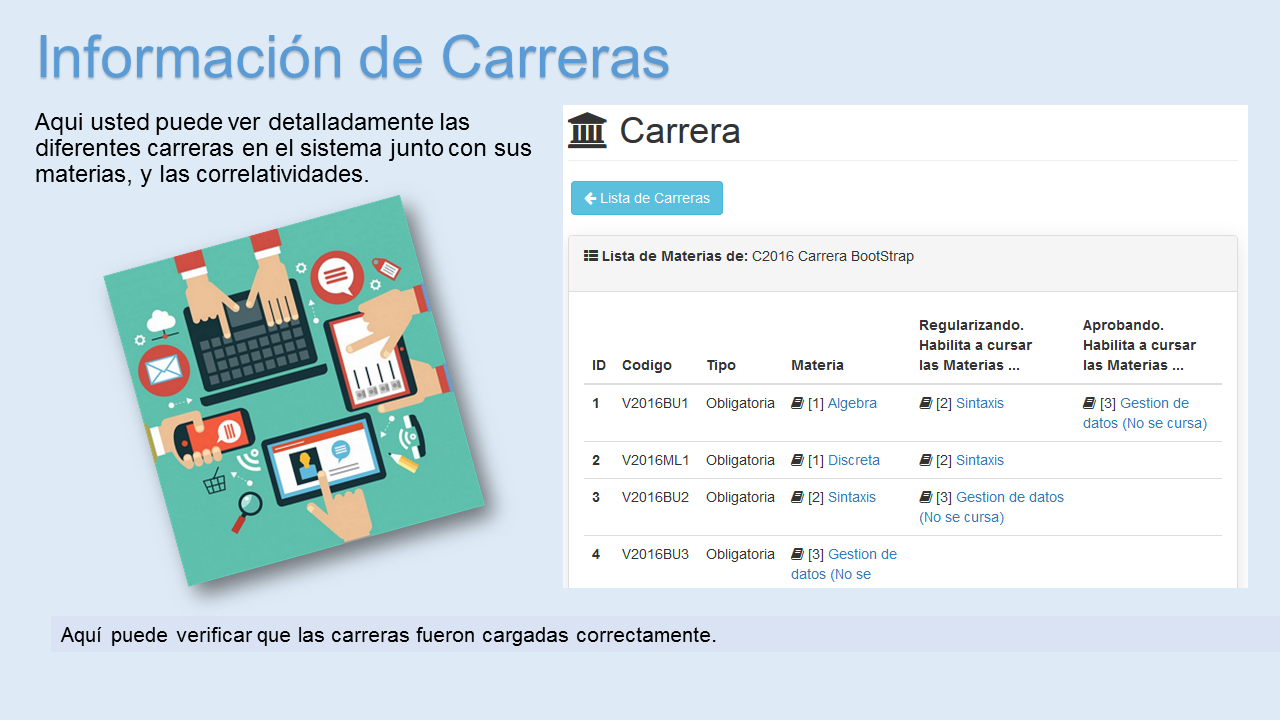 Información de Carreras
Aqui usted puede ver detalladamente las
diferentes carreras en el sistema junto con sus
materias, y las correlatividades.
Carrera
Lista de Carreras
Lista de Materias de: C2016 Carrera BootStrap
Regularizando. Aprobando.
Habilita a cursar Habilita a cursar
ID Codigo Tipo Materia las Materias ... las Materias ...
1 V2016BU1 Obligatoria [1] Algebra [2] Sintaxis [3] Gestion de
datos (No se cursa)
2 V2016ML1 Obligatoria [1] Discreta [2] Sintaxis
3 V2016BU2 Obligatoria [2] Sintaxis [3] Gestion de datos
(No se cursa)
4 V2016BU3 Obligatoria [3] Gestion de
datos (No se
Aquí puede verificar que las carreras fueron cargadas correctamente.